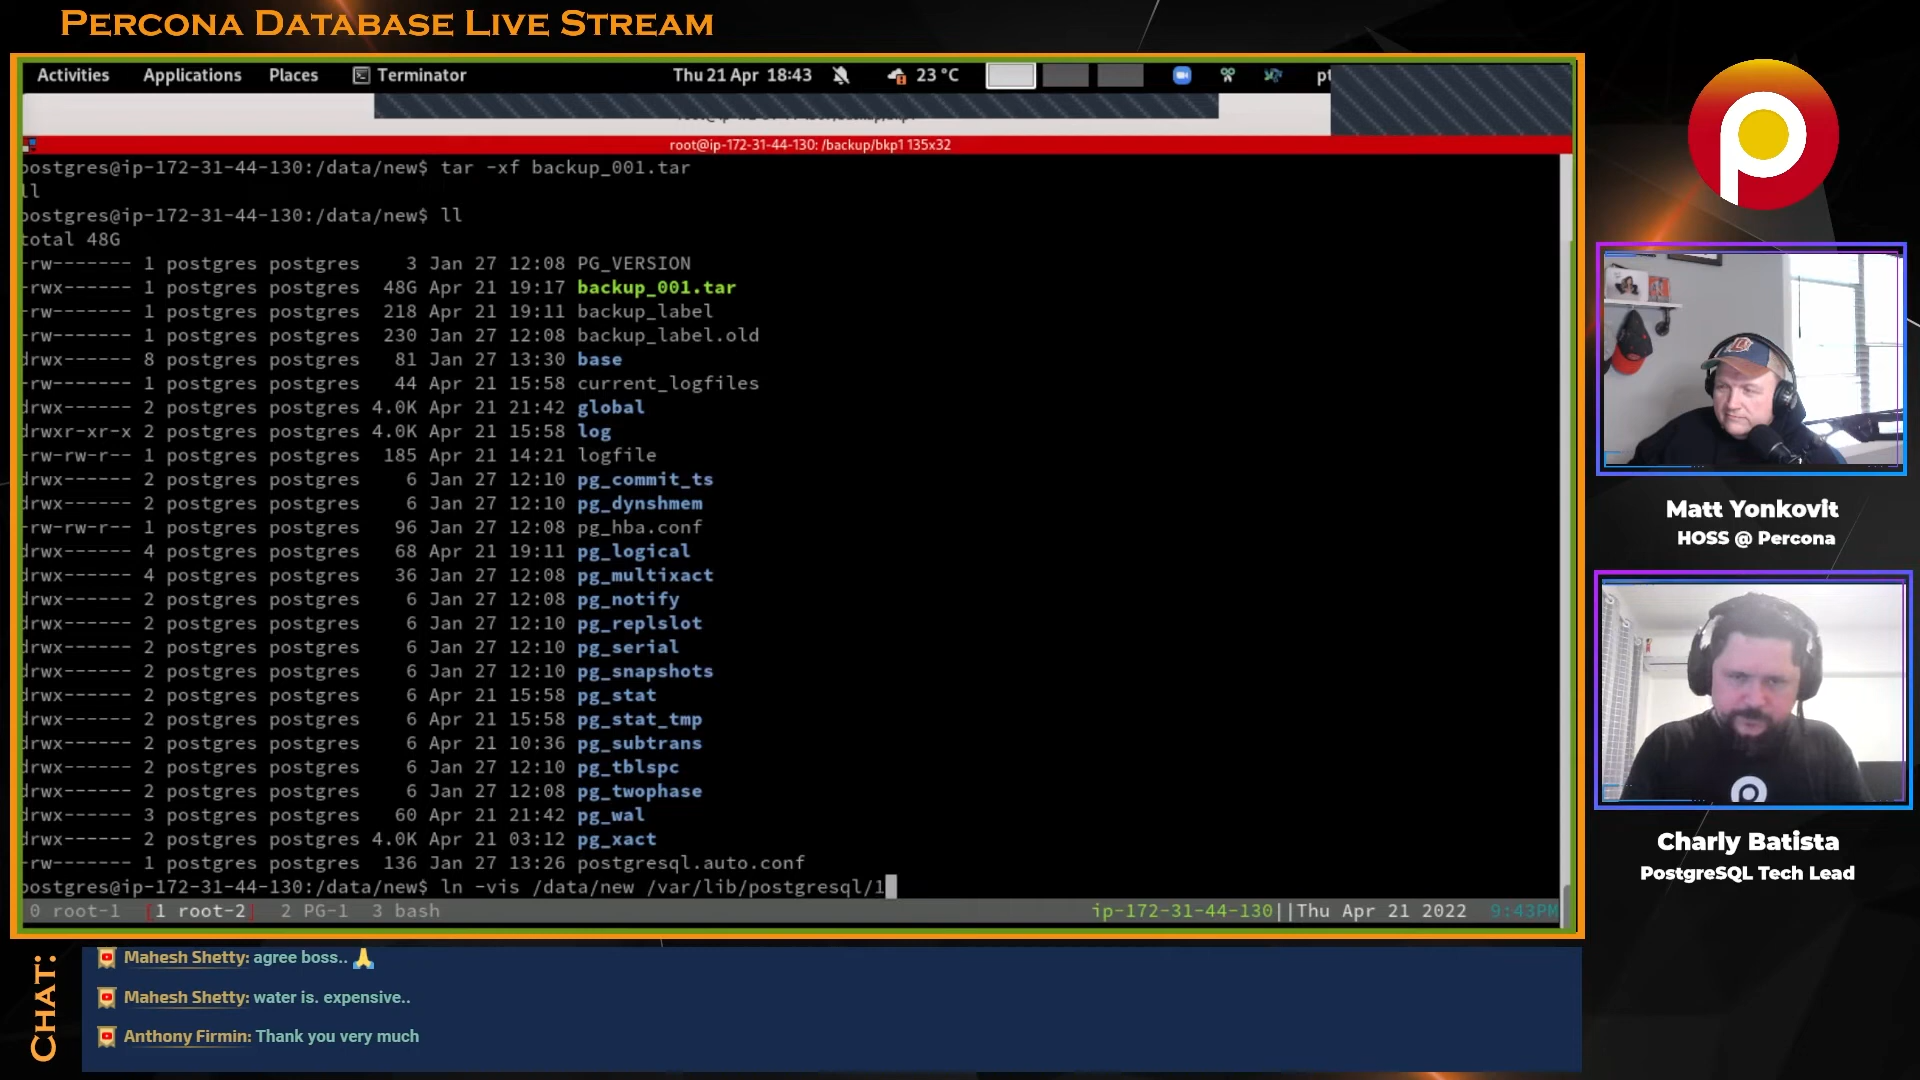 Percona Database Live Stream
Activities Applications Places Terminator Thu 21 Apr 18:43 23 °C
root@ip-172-31-44-130: /backup/bkp1 135x32
postgres@ip-172-31-44-130:/data/new$ tar -xf backup_001.tar
ll
postgres@ip-172-31-44-130:/data/new$ ll
total 48G
-rw------- 1 postgres postgres 3 Jan 27 12:08 PG_VERSION
-rwx------ 1 postgres postgres 48G Apr 21 19:17 backup_001.tar
-rw------- 1 postgres postgres 218 Apr 21 19:11 backup_label
-rw------- 1 postgres postgres 230 Jan 27 12:08 backup_label.old
drwx------ 8 postgres postgres 81 Jan 27 13:30 base
-rw------- 1 postgres postgres 44 Apr 21 15:58 current_logfiles
drwx------ 2 postgres postgres 4.0K Apr 21 21:42 global
drwxr-xr-x 2 postgres postgres 4.0K Apr 21 15:58 log
-rw-rw-r-- 1 postgres postgres 185 Apr 21 14:21 logfile
drwx------ 2 postgres postgres 6 Jan 27 12:10 pg_commit_ts
drwx------ 2 postgres postgres 6 Jan 27 12:10 pg_dynshmem
-rw-rw-r-- 1 postgres postgres 96 Jan 27 12:08 pg_hba.conf
drwx------ 4 postgres postgres 68 Apr 21 19:11 pg_logical
drwx------ 4 postgres postgres 36 Jan 27 12:08 pg_multixact
drwx------ 2 postgres postgres 6 Jan 27 12:08 pg_notify
drwx------ 2 postgres postgres 6 Jan 27 12:10 pg_replslot
drwx------ 2 postgres postgres 6 Jan 27 12:10 pg_serial
drwx------ 2 postgres postgres 6 Jan 27 12:10 pg_snapshots
drwx------ 2 postgres postgres 6 Apr 21 15:58 pg_stat
drwx------ 2 postgres postgres 6 Apr 21 15:58 pg_stat_tmp
drwx------ 2 postgres postgres 6 Apr 21 10:36 pg_subtrans
drwx------ 2 postgres postgres 6 Jan 27 12:10 pg_tblspc
drwx------ 2 postgres postgres 6 Jan 27 12:08 pg_twophase
drwx------ 3 postgres postgres 60 Apr 21 21:42 pg_wal
drwx------ 2 postgres postgres 4.0K Apr 21 03:12 pg_xact
-rw------- 1 postgres postgres 136 Jan 27 13:26 postgresql.auto.conf
postgres@ip-172-31-44-130:/data/new$ ln -vis /data/new /var/lib/postgresql/1
0 root-1 [1 root-2] 2 PG-1 3 bash ip-172-31-44-130||Thu Apr 21 2022 9:43PM
Matt Yonkovit
HOSS @ Percona
Charly Batista
PostgreSQL Tech Lead
Chat:
Mahesh Shetty: agree boss.. 🙏
Mahesh Shetty: water is. expensive..
Anthony Firmin: Thank you very much